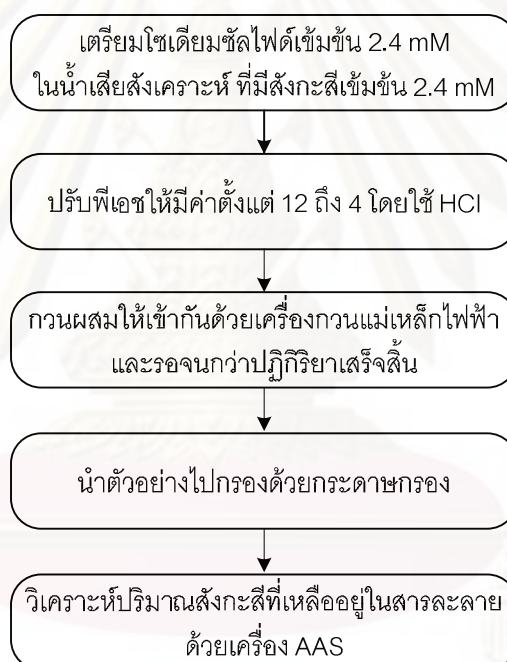 เตรียมโซเดียมซัลไฟด์เข้มข้น 2.4 mM
ในน้ำเสียสังเคราะห์ ที่มีสังกะสีเข้มข้น 2.4 mM
ปรับพีเอชให้มีค่าตั้งแต่ 12 ถึง 4 โดยใช้ HCl
กวนผสมให้เข้ากันด้วยเครื่องกวนแม่เหล็กไฟฟ้า
และรอจนกว่าปฏิกิริยาเสร็จสิ้น
นำตัวอย่างไปกรองด้วยกระดาษกรอง
วิเคราะห์ปริมาณสังกะสีที่เหลืออยู่ในสารละลาย
ด้วยเครื่อง AAS